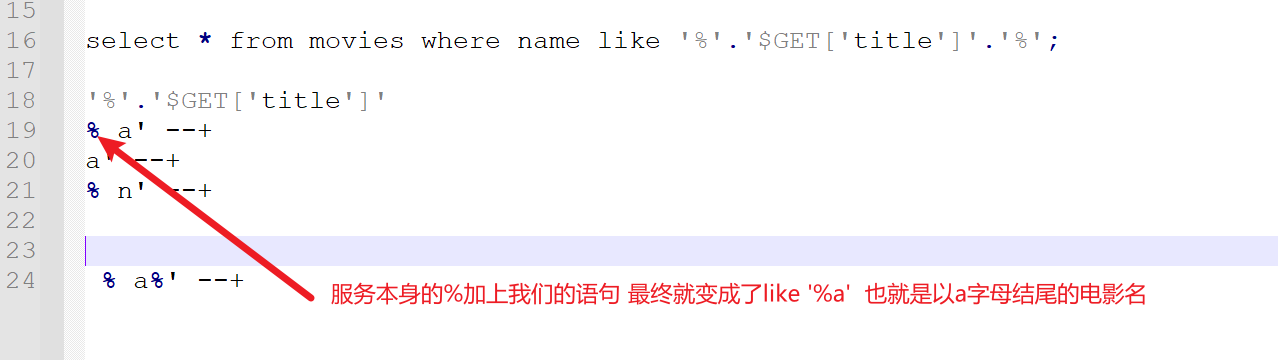 15
16 select * from movies where name like '%'.'$GET['title']'.'%';
17
18 '%'.'$GET['title']'
19 % a' --+
20 a' --+
21 % n' --+
22
23
24 % a%' --+
服务本身的%加上我们的语句 最终就变成了like '%a' 也就是以a字母结尾的电影名